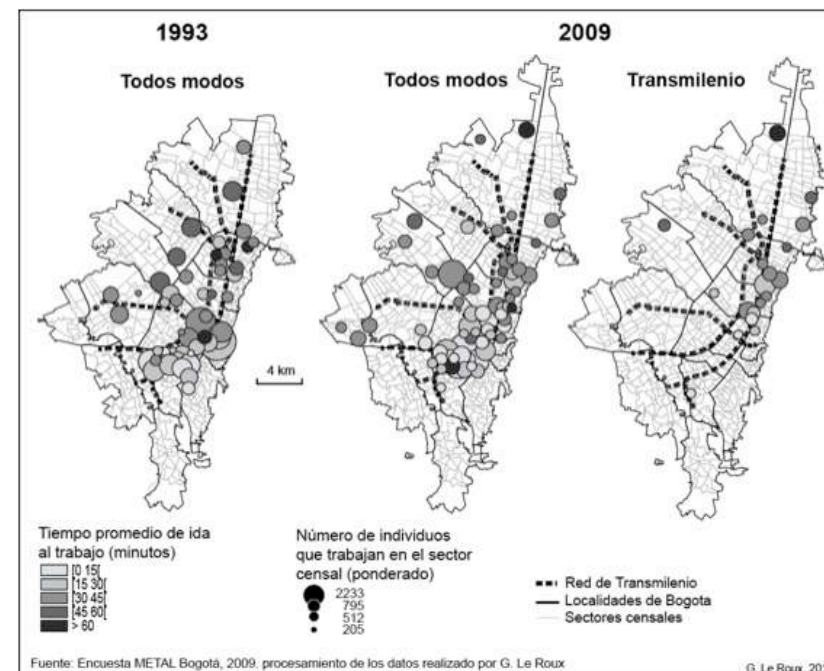 1993
2009
Todos modos
Todos modos
Transmilenio
4 km
Tiempo promedio de ida
al trabajo (minutos)
[0 15[
[15 30[
[30 45[
[45 60[
> 60
Número de individuos
que trabajan en el sector
censal (ponderado)
2233
795
512
205
Red de Transmilenio
Localidades de Bogota
Sectores censales
Fuente: Encuesta METAL Bogotá, 2009, procesamiento de los datos realizado por G. Le Roux
G. Le Roux, 20